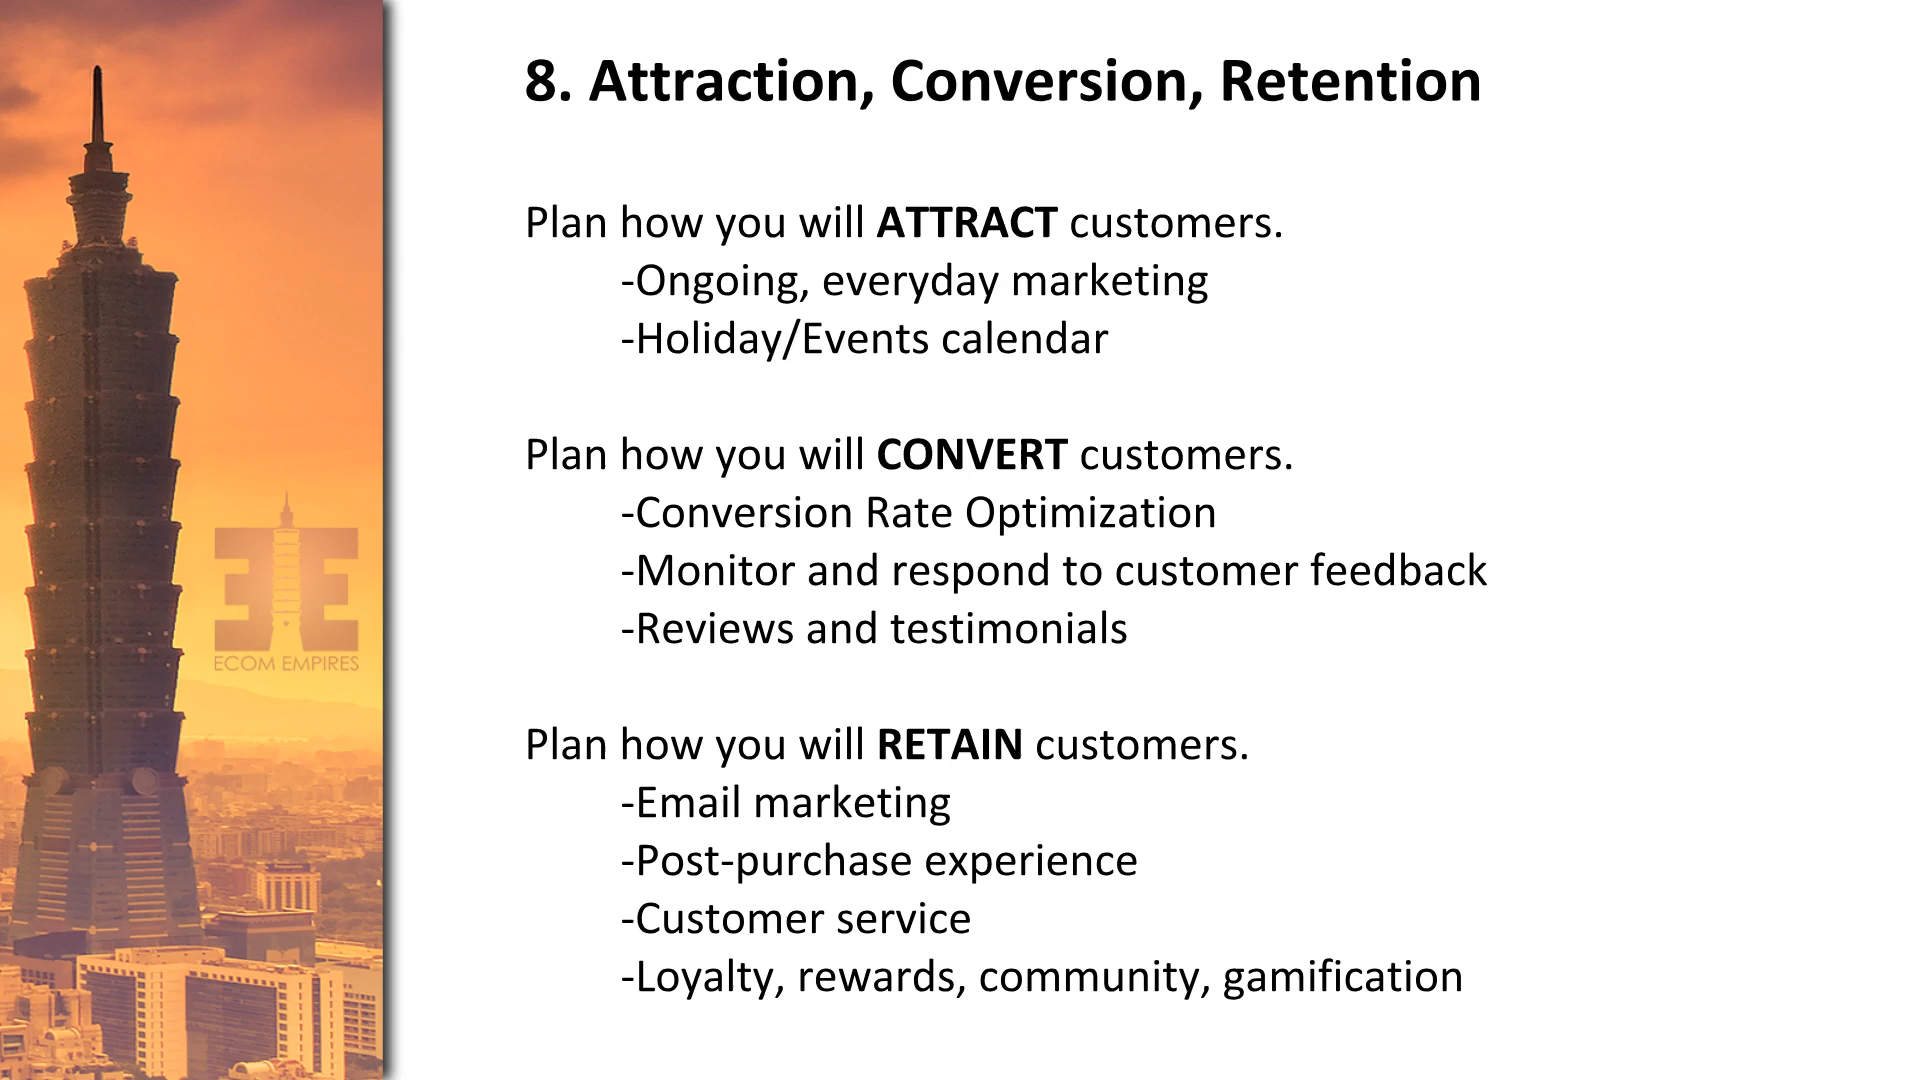 8. Attraction, Conversion, Retention
Plan how you will ATTRACT customers.
-Ongoing, everyday marketing
-Holiday/Events calendar
Plan how you will CONVERT customers.
-Conversion Rate Optimization
-Monitor and respond to customer feedback
-Reviews and testimonials
Plan how you will RETAIN customers.
-Email marketing
-Post-purchase experience
-Customer service
-Loyalty, rewards, community, gamification
ECOM EMPIRES